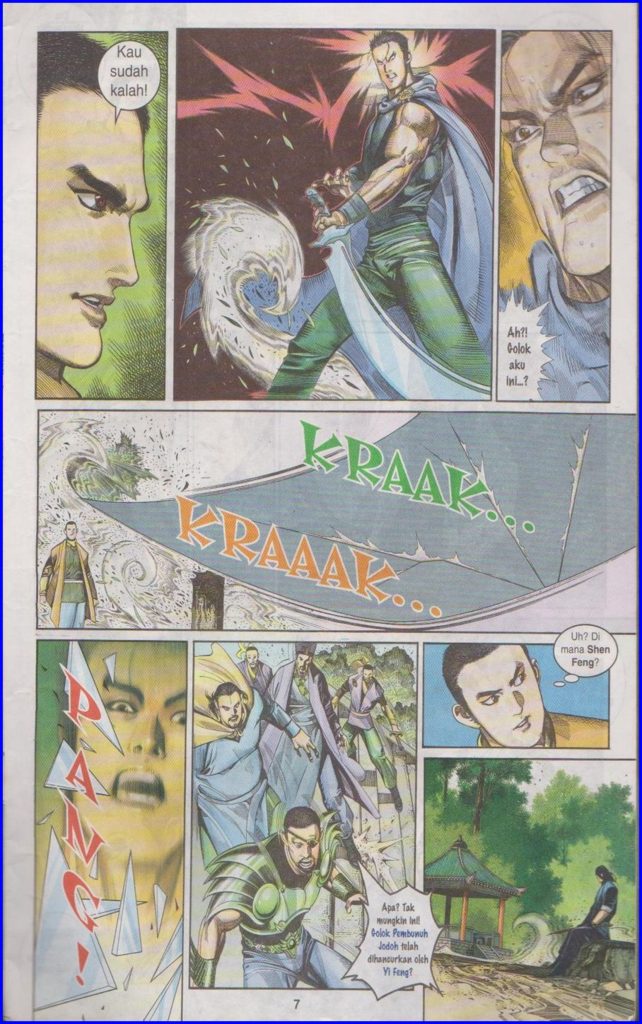 Kau
sudah
kalah!
Ah?!
Golok
aku
ini...?
KRAAK...
KRAAAK...
PANG!
Apa? Tak
mungkin ini!
Golok Pembunuh
Jodoh telah
dihancurkan oleh
Yi Feng?
Uh? Di
mana Shen
Feng?
7